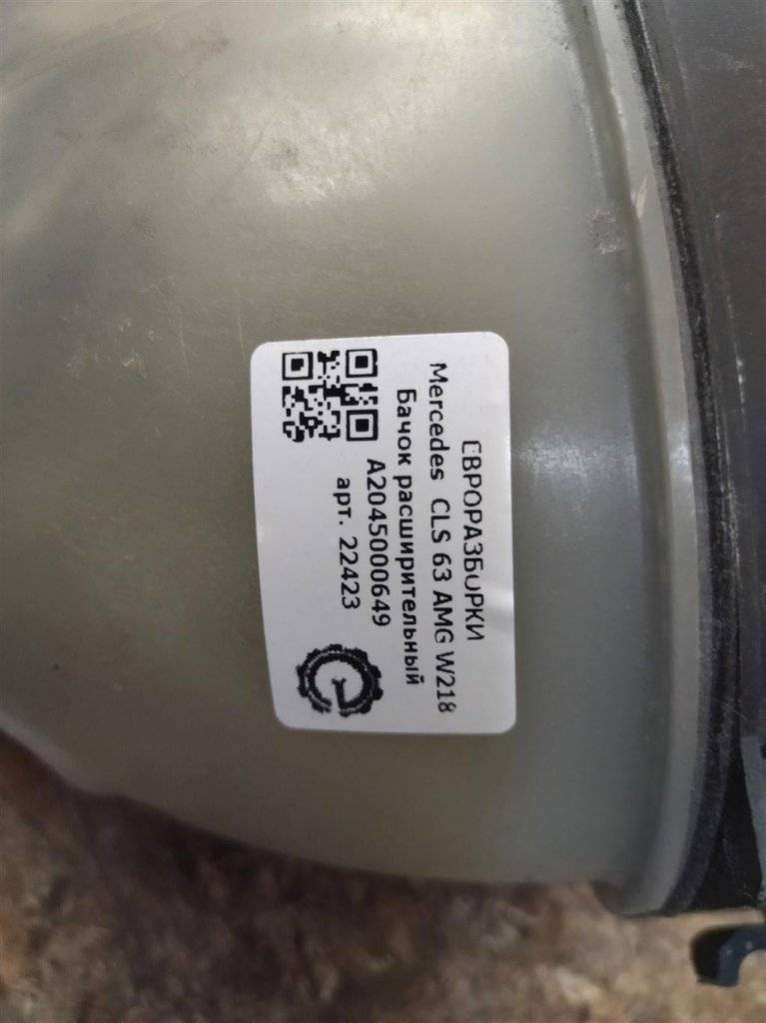 ЕВРОРАЗБОРКИ
Mercedes CLS 63 AMG W218
Бачок расширительный
A2045000649
арт. 22423